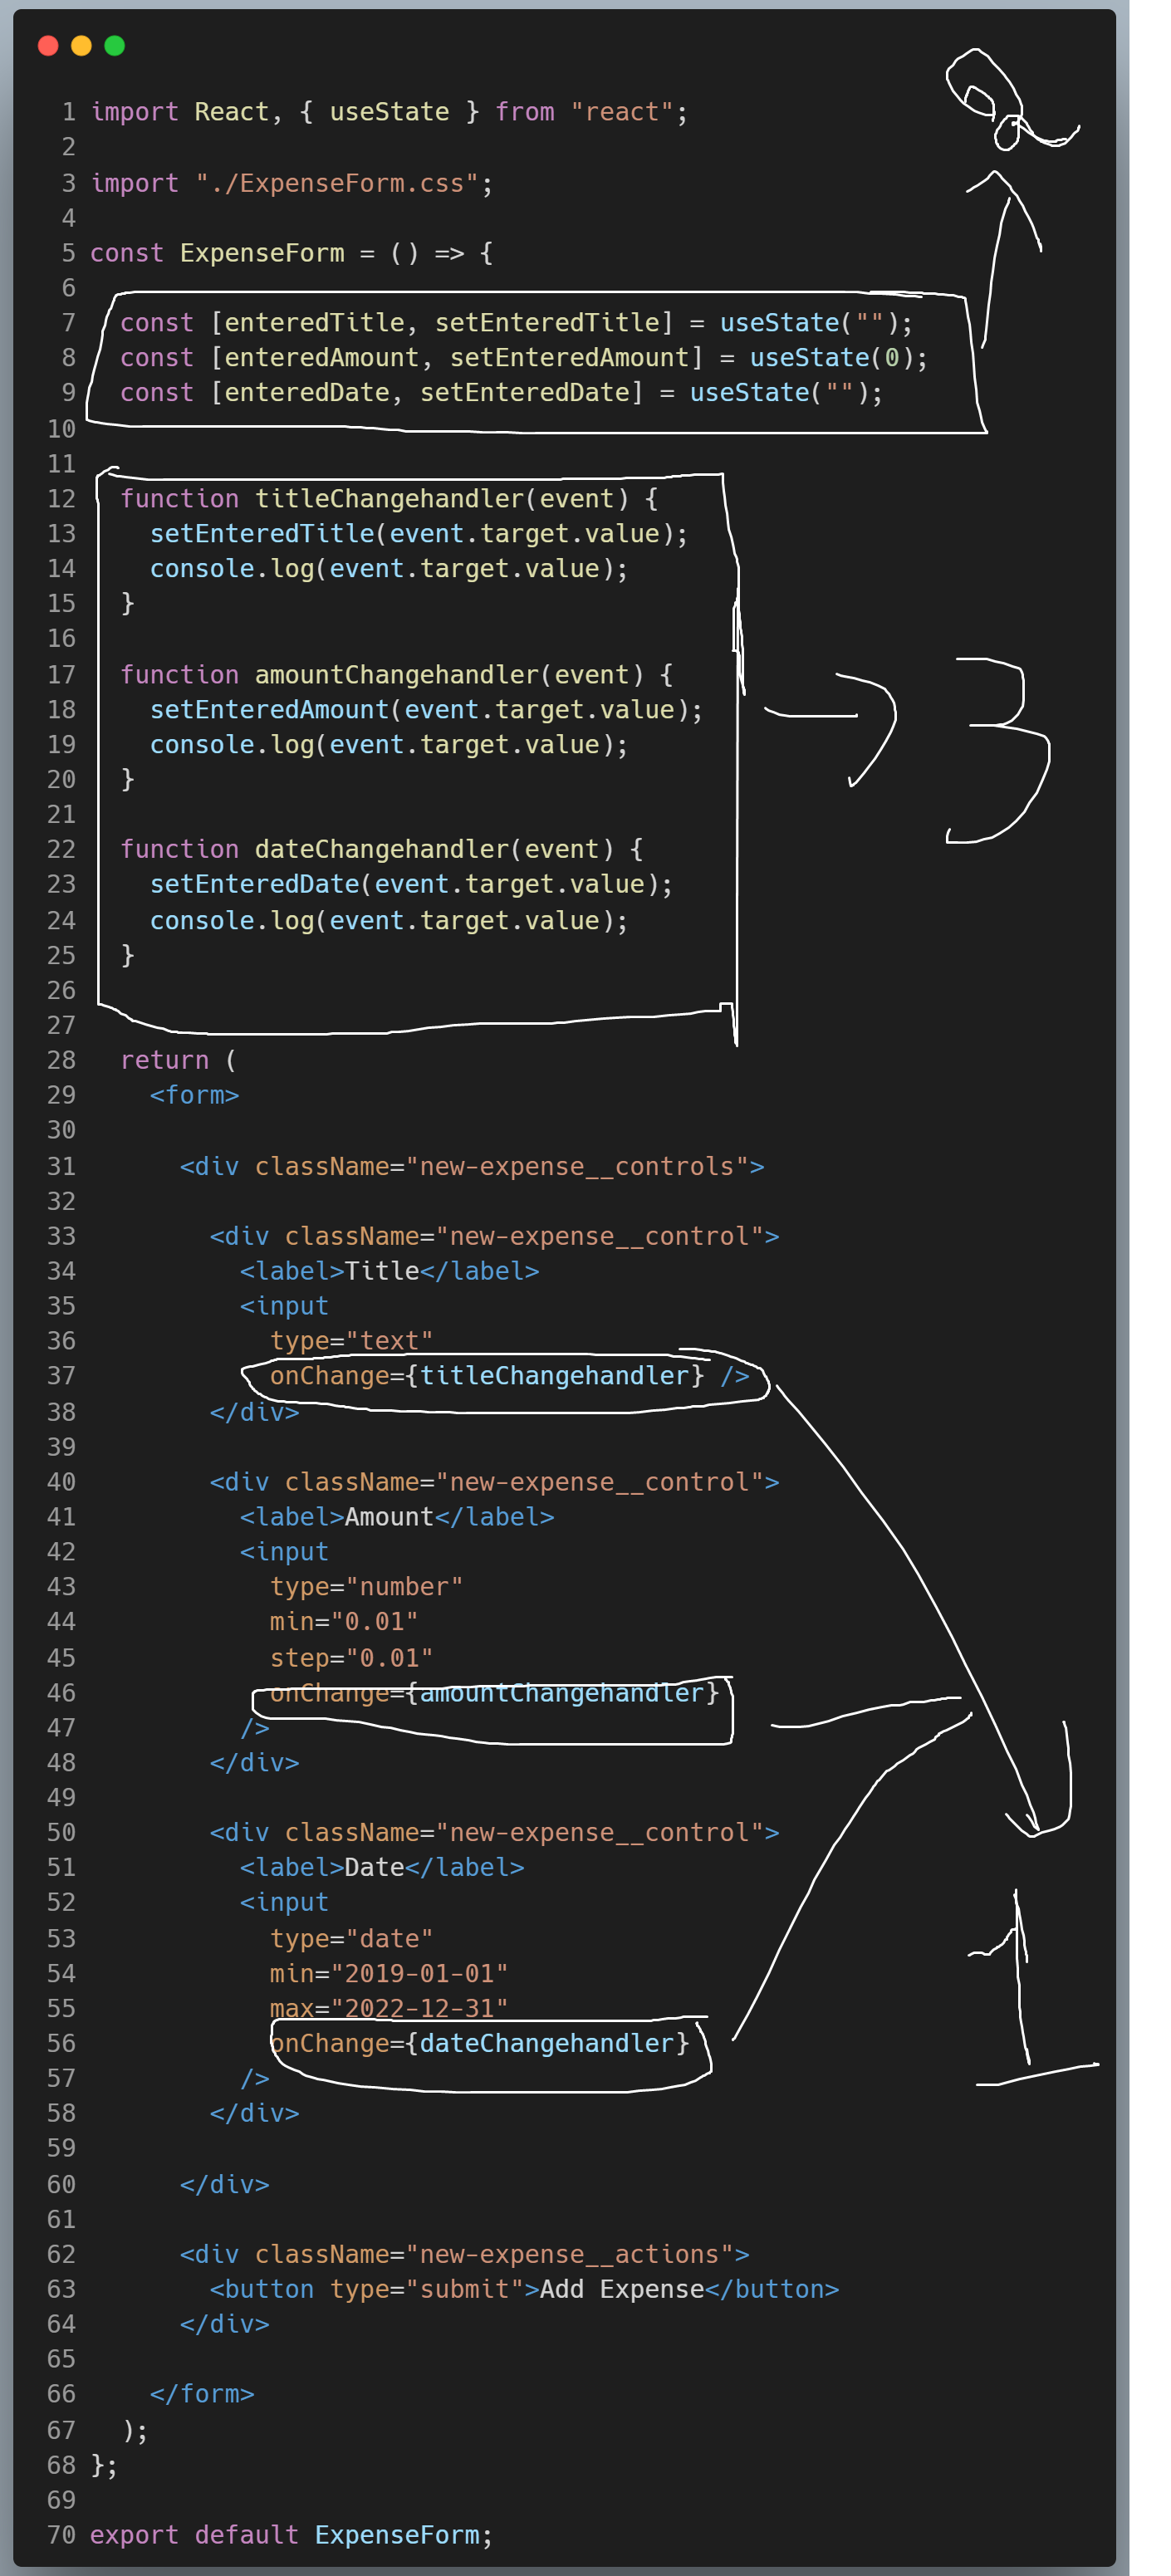 1 import React, { useState } from "react";
2
3 import "./ExpenseForm.css";
4
5 const ExpenseForm = () => {
6
7   const [enteredTitle, setEnteredTitle] = useState("");
8   const [enteredAmount, setEnteredAmount] = useState(0);
9   const [enteredDate, setEnteredDate] = useState("");
10
11
12   function titleChangehandler(event) {
13     setEnteredTitle(event.target.value);
14     console.log(event.target.value);
15   }
16
17   function amountChangehandler(event) {
18     setEnteredAmount(event.target.value);
19     console.log(event.target.value);
20   }
3
21
22   function dateChangehandler(event) {
23     setEnteredDate(event.target.value);
24     console.log(event.target.value);
25   }
26
27
28   return (
29     <form>
30
31       <div className="new-expense__controls">
32
33         <div className="new-expense__control">
34           <label>Title</label>
35           <input
36             type="text"
37             onChange={titleChangehandler} />
38         </div>
39
40         <div className="new-expense__control">
41           <label>Amount</label>
42           <input
43             type="number"
44             min="0.01"
45             step="0.01"
46             onChange={amountChangehandler}
47           />
48         </div>
49
50         <div className="new-expense__control">
51           <label>Date</label>
52           <input
53             type="date"
54             min="2019-01-01"
55             max="2022-12-31"
1
56             onChange={dateChangehandler}
57           />
58         </div>
59
60       </div>
61
62       <div className="new-expense__actions">
63         <button type="submit">Add Expense</button>
64       </div>
65
66     </form>
67   );
68 };
69
70 export default ExpenseForm;